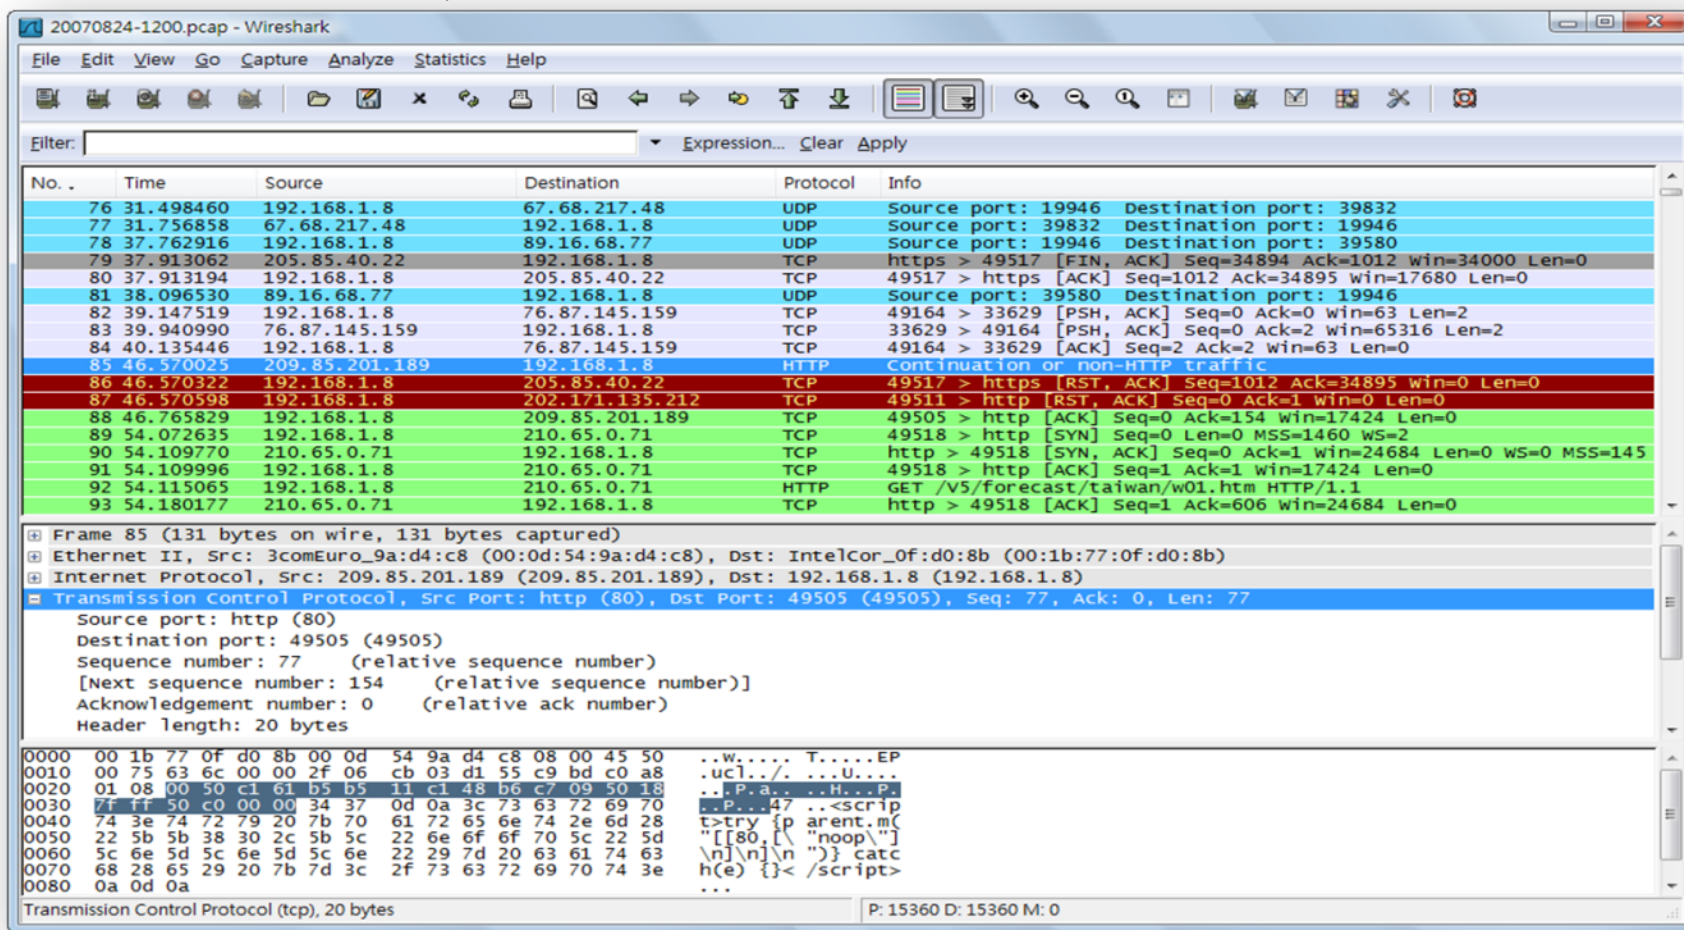 20070824-1200.pcap - Wireshark
File Edit View Go Capture Analyze Statistics Help
Filter: Expression... Clear Apply
No. . Time Source Destination Protocol Info
76 31.498460 192.168.1.8 67.68.217.48 UDP Source port: 19946 Destination port: 39832
77 31.756858 67.68.217.48 192.168.1.8 UDP Source port: 39832 Destination port: 19946
78 37.762916 192.168.1.8 89.16.68.77 UDP Source port: 19946 Destination port: 39580
79 37.913062 205.85.40.22 192.168.1.8 TCP https > 49517 [FIN, ACK] Seq=34894 Ack=1012 Win=34000 Len=0
80 37.913194 192.168.1.8 205.85.40.22 TCP 49517 > https [ACK] Seq=1012 Ack=34895 Win=17680 Len=0
81 38.096530 89.16.68.77 192.168.1.8 UDP Source port: 39580 Destination port: 19946
82 39.147519 192.168.1.8 76.87.145.159 TCP 49164 > 33629 [PSH, ACK] Seq=0 Ack=0 Win=63 Len=2
83 39.940990 76.87.145.159 192.168.1.8 TCP 33629 > 49164 [PSH, ACK] Seq=0 Ack=2 Win=65316 Len=2
84 40.135446 192.168.1.8 76.87.145.159 TCP 49164 > 33629 [ACK] Seq=2 Ack=2 Win=63 Len=0
85 46.570025 209.85.201.189 192.168.1.8 HTTP Continuation or non-HTTP traffic
86 46.570322 192.168.1.8 205.85.40.22 TCP 49517 > https [RST, ACK] Seq=1012 Ack=34895 Win=0 Len=0
87 46.570598 192.168.1.8 202.171.135.212 TCP 49511 > http [RST, ACK] Seq=0 Ack=1 Win=0 Len=0
88 46.765829 192.168.1.8 209.85.201.189 TCP 49505 > http [ACK] Seq=0 Ack=154 Win=17424 Len=0
89 54.072635 192.168.1.8 210.65.0.71 TCP 49518 > http [SYN] Seq=0 Len=0 MSS=1460 WS=2
90 54.109770 210.65.0.71 192.168.1.8 TCP http > 49518 [SYN, ACK] Seq=0 Ack=1 Win=24684 Len=0 WS=0 MSS=145
91 54.109996 192.168.1.8 210.65.0.71 TCP 49518 > http [ACK] Seq=1 Ack=1 Win=17424 Len=0
92 54.115065 192.168.1.8 210.65.0.71 HTTP GET /V5/forecast/taiwan/w01.htm HTTP/1.1
93 54.180177 210.65.0.71 192.168.1.8 TCP http > 49518 [ACK] Seq=1 Ack=606 Win=24684 Len=0
Frame 85 (131 bytes on wire, 131 bytes captured)
Ethernet II, Src: 3comEuro_9a:d4:c8 (00:0d:54:9a:d4:c8), Dst: IntelCor_0f:d0:8b (00:1b:77:0f:d0:8b)
Internet Protocol, Src: 209.85.201.189 (209.85.201.189), Dst: 192.168.1.8 (192.168.1.8)
Transmission Control Protocol, Src Port: http (80), Dst Port: 49505 (49505), Seq: 77, Ack: 0, Len: 77
Source port: http (80)
Destination port: 49505 (49505)
Sequence number: 77 (relative sequence number)
[Next sequence number: 154 (relative sequence number)]
Acknowledgement number: 0 (relative ack number)
Header length: 20 bytes
0000 00 1b 77 0f d0 8b 00 0d 54 9a d4 c8 08 00 45 50 ..w..... T.....EP
0010 00 75 63 6c 00 00 2f 06 cb 03 d1 55 c9 bd c0 a8 .ucl../. ...U....
0020 01 08 00 50 c1 61 b5 b5 11 c1 48 b6 c7 09 50 18 ...P.a.. ..H...P.
0030 7f ff 50 c0 00 00 34 37 0d 0a 3c 73 63 72 69 70 ..P...47 ..<scrip
0040 74 3e 74 72 79 20 7b 70 61 72 65 6e 74 2e 6d 28 t>try {p arent.m(
0050 22 5b 5b 38 30 2c 5b 5c 22 6e 6f 6f 70 5c 22 5d "[[80,[\ "noop\"]
0060 5c 6e 5d 5c 6e 5d 5c 6e 22 29 7d 20 63 61 74 63 \n]\n]\n ")} catc
0070 68 28 65 29 20 7b 7d 3c 2f 73 63 72 69 70 74 3e h(e) {}< /script>
0080 0a 0d 0a ...
Transmission Control Protocol (tcp), 20 bytes P: 15360 D: 15360 M: 0